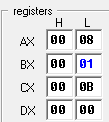 registers
H L
AX 00 08
BX 00 01
CX 00 0B
DX 00 00